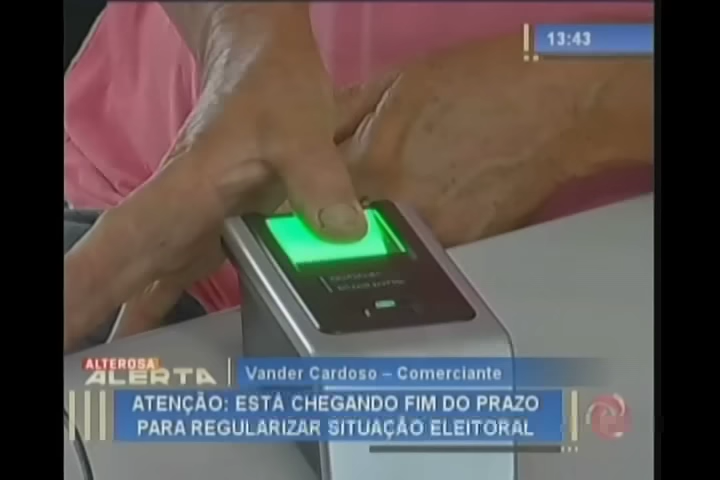 13:43
ALTEROSA
ALERTA
Vander Cardoso – Comerciante
ATENÇÃO: ESTÁ CHEGANDO FIM DO PRAZO
PARA REGULARIZAR SITUAÇÃO ELEITORAL